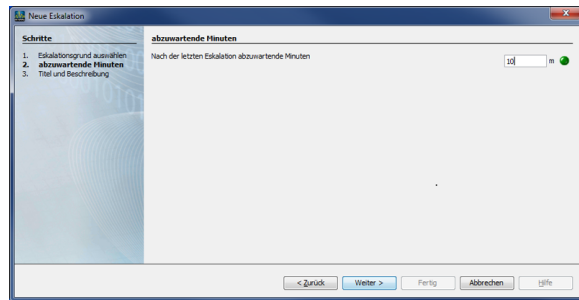 Neue Eskalation
Schritte
1. Eskalationsgrund auswählen
2. abzuwartende Minuten
3. Titel und Beschreibung
abzuwartende Minuten
Nach der letzten Eskalation abzuwartende Minuten
10 m
< Zurück
Weiter >
Fertig
Abbrechen
Hilfe